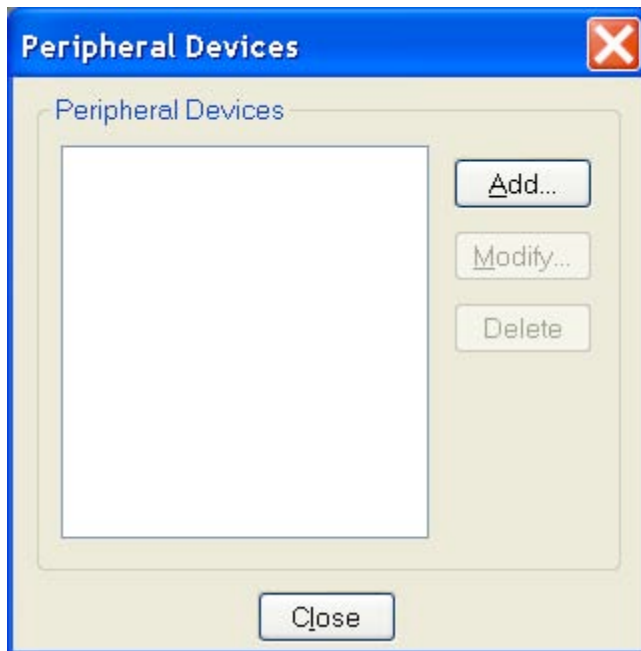 Peripheral Devices
Peripheral Devices
Add...
Modify...
Delete
Close